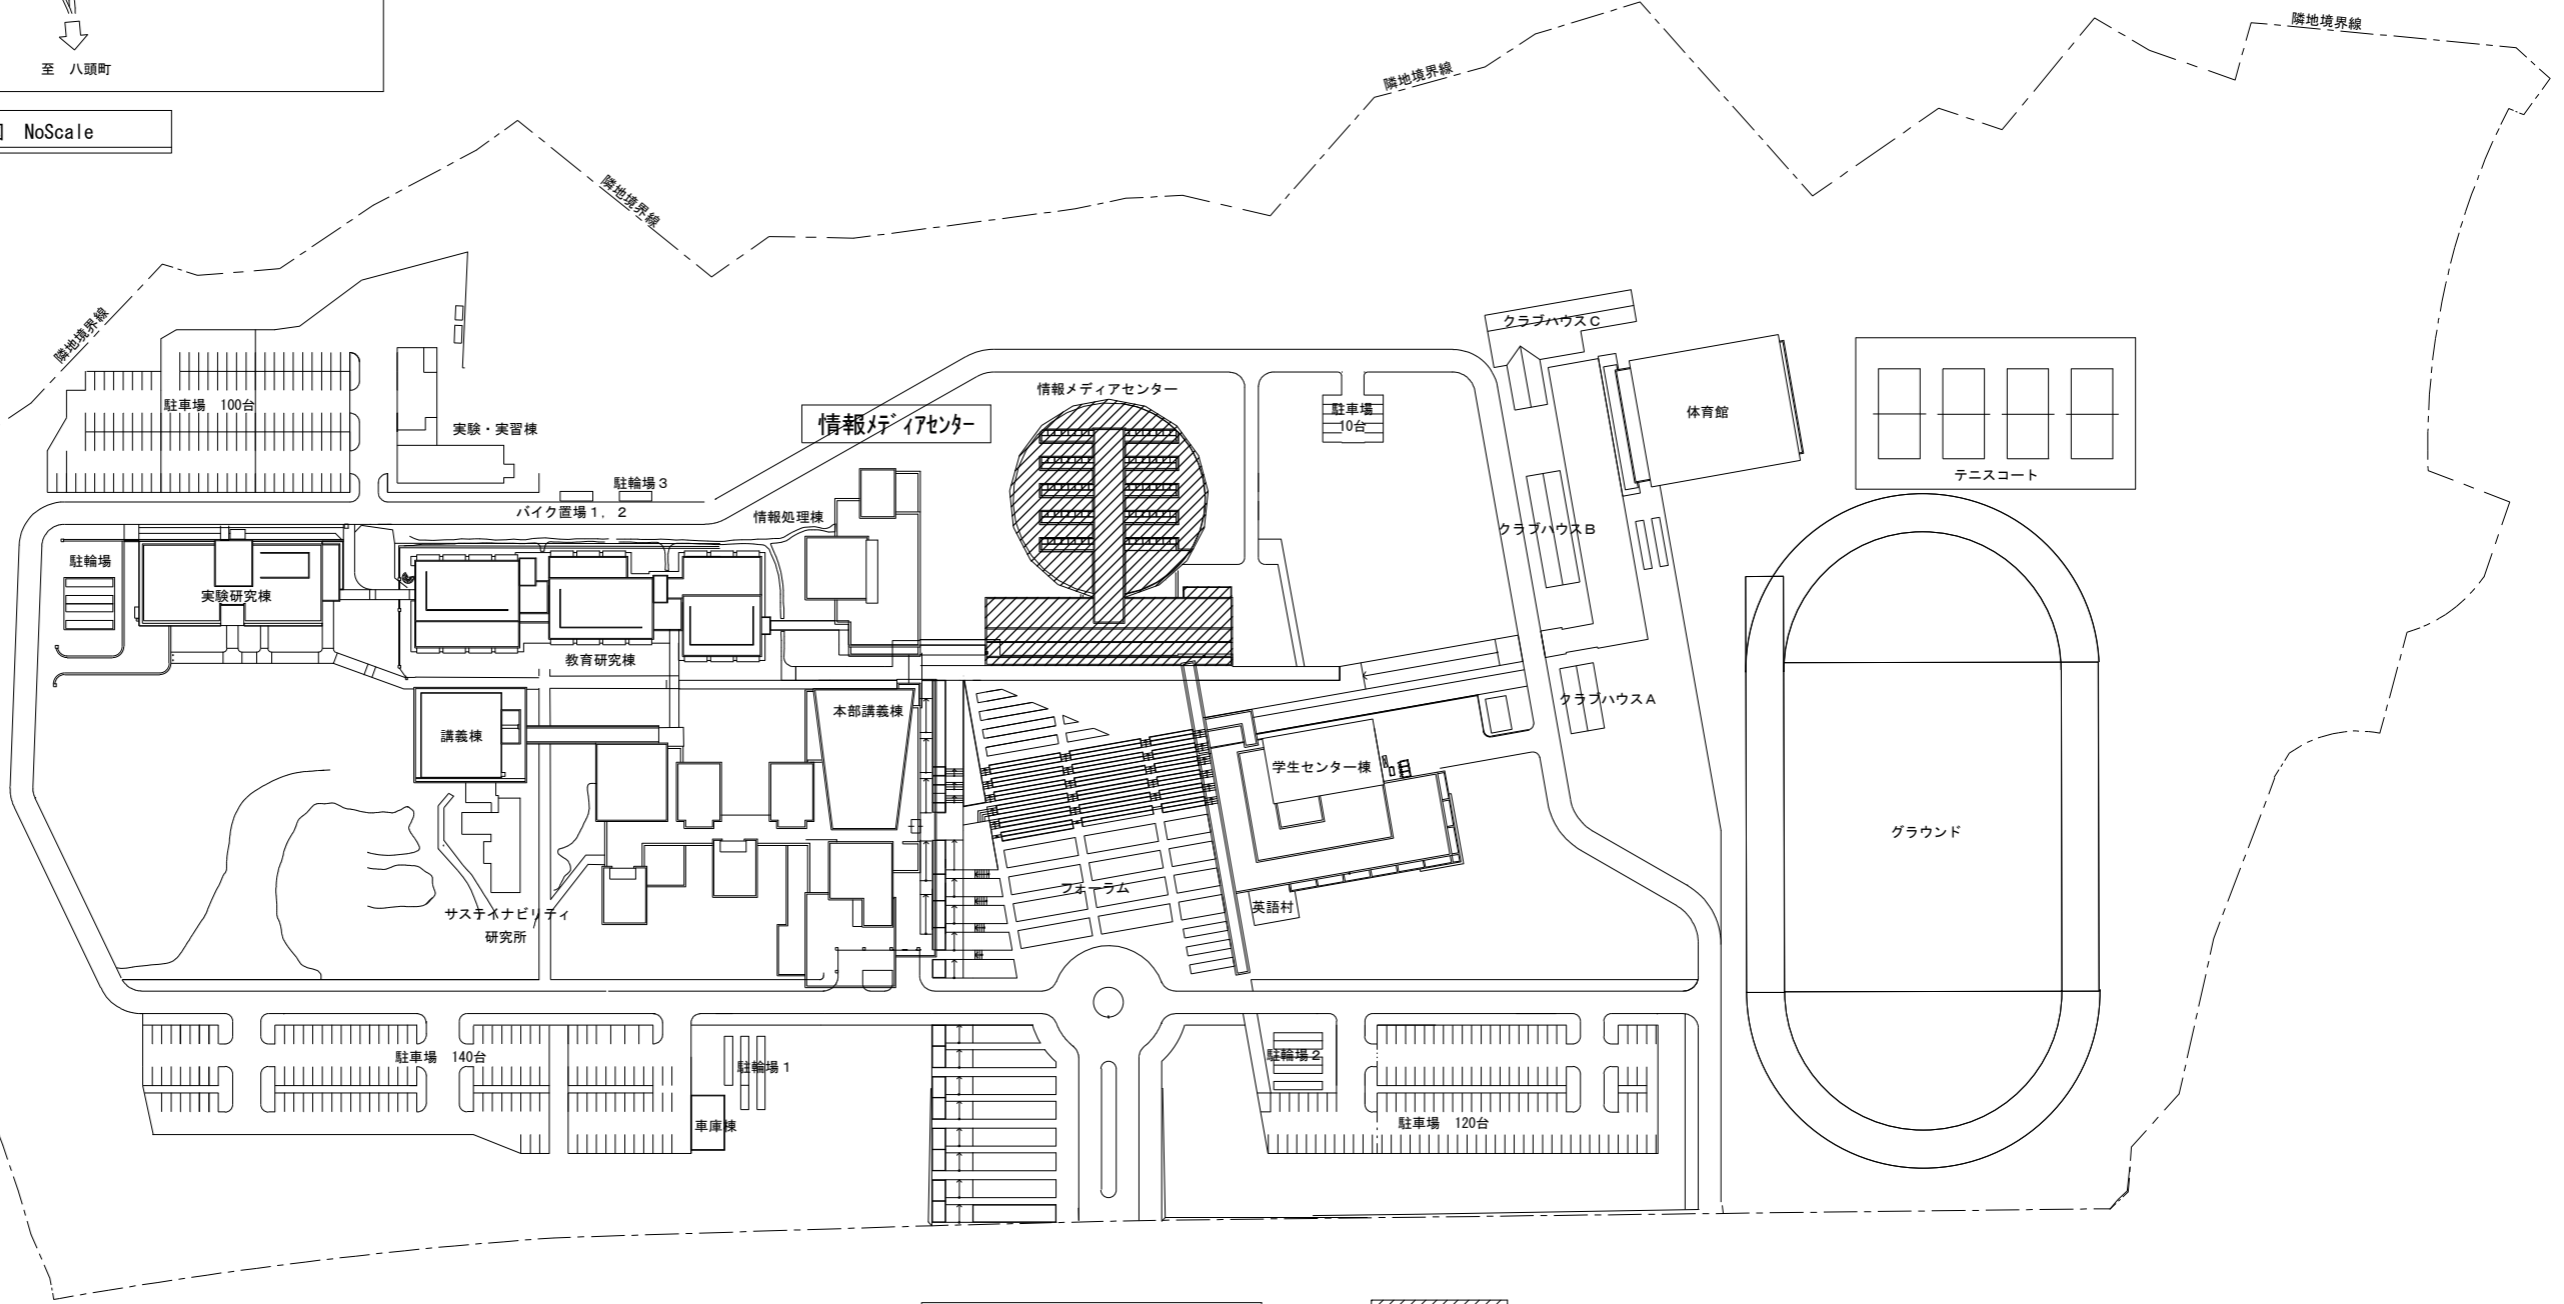 至　八頭町
NoScale
隣地境界線
隣地境界線
隣地境界線
隣地境界線
クラブハウスＣ
隣地境界線
情報メディアセンター
駐車場　100台
情報メディアセンター
駐車場
10台
体育館
実験・実習棟
テニスコート
駐輪場３
バイク置場１，２
情報処理棟
クラブハウスＢ
駐輪場
実験研究棟
教育研究棟
クラブハウスＡ
本部講義棟
講義棟
学生センター棟
グラウンド
フォーラム
英語村
サステイナビリティ
研究所
駐車場　140台
駐輪場１
駐輪場２
車庫棟
駐車場　120台